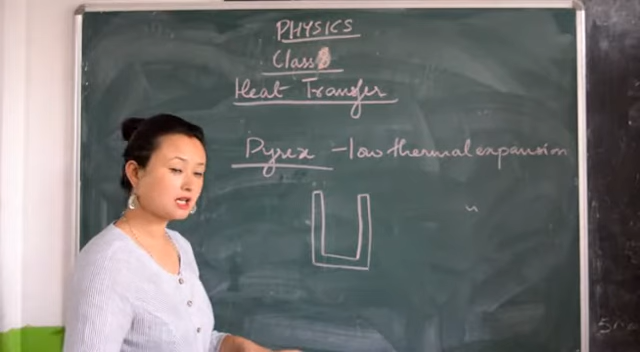 PHYSICS
Class 8
Heat Transfer
Pyrex - low thermal expansion